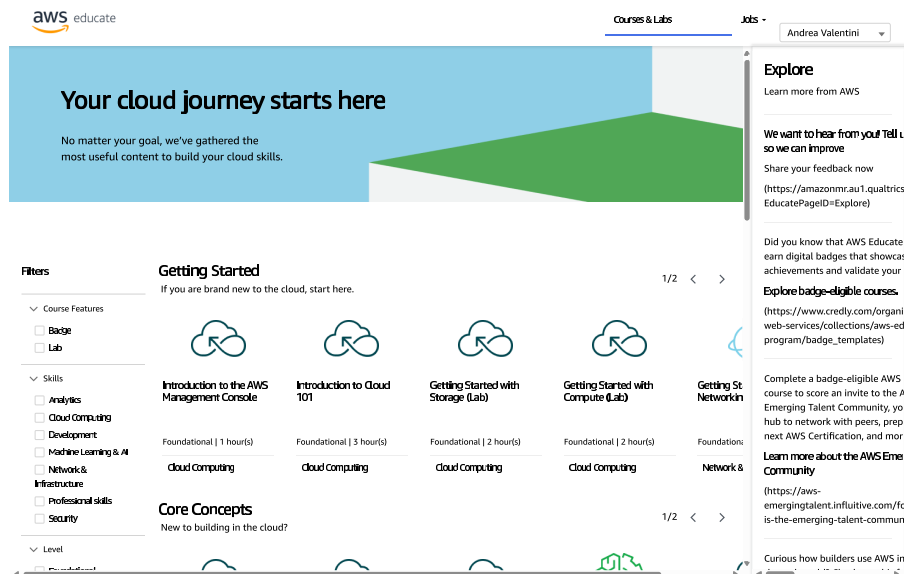 aws educate
Courses & Labs
Jobs
Andrea Valentini
Your cloud journey starts here
No matter your goal, we've gathered the
most useful content to build your cloud skills.
Filters
Course Features
Badge
Lab
Skills
Analytics
Cloud Computing
Development
Machine Learning & AI
Network &
Infrastructure
Professional skills
Security
Level
Getting Started
If you are brand new to the cloud, start here.
1/2
Introduction to the AWS
Management Console
Foundational | 1 hour(s)
Cloud Computing
Introduction to Cloud
101
Foundational | 3 hour(s)
Cloud Computing
Getting Started with
Storage (Lab)
Foundational | 2 hour(s)
Cloud Computing
Getting Started with
Compute (Lab)
Foundational | 2 hour(s)
Cloud Computing
Getting St
Networkin
Foundationa
Network &
Core Concepts
New to building in the cloud?
1/2
Explore
Learn more from AWS
We want to hear from you! Tell u
so we can improve
Share your feedback now
(https://amazonmr.au1.qualtrics
EducatePageID=Explore)
Did you know that AWS Educate
earn digital badges that showcas
achievements and validate your
Explore badge-eligible courses.
(https://www.credly.com/organi
web-services/collections/aws-ed
program/badge_templates)
Complete a badge-eligible AWS
course to score an invite to the A
Emerging Talent Community, yo
hub to network with peers, prep
next AWS Certification, and mor
Learn more about the AWS Emer
Community
(https://aws-
emergingtalent.influitive.com/fo
is-the-emerging-talent-commun
Curious how builders use AWS in